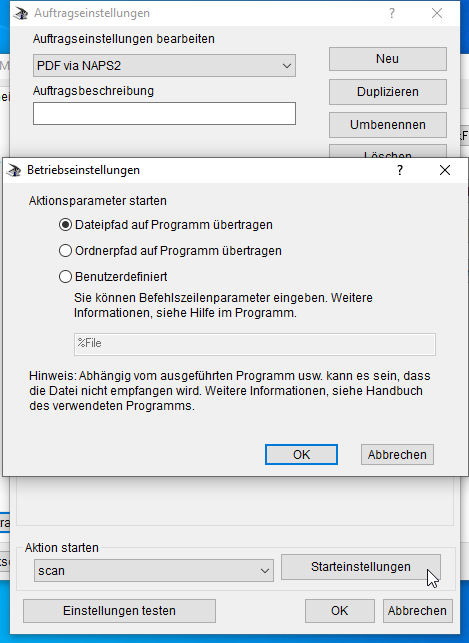 Auftragseinstellungen
?
Auftragseinstellungen bearbeiten
PDF via NAPS2
Neu
Auftragsbeschreibung
Duplizieren
Umbenennen
Löschen
Betriebseinstellungen
?
Aktionsparameter starten
Dateipfad auf Programm übertragen
Ordnerpfad auf Programm übertragen
Benutzerdefiniert
Sie können Befehlszeilenparameter eingeben. Weitere
Informationen, siehe Hilfe im Programm.
%File
Hinweis: Abhängig vom ausgeführten Programm usw. kann es sein, dass
die Datei nicht empfangen wird. Weitere Informationen, siehe Handbuch
des verwendeten Programms.
OK Abbrechen
Aktion starten
scan
Starteinstellungen
Einstellungen testen OK Abbrechen